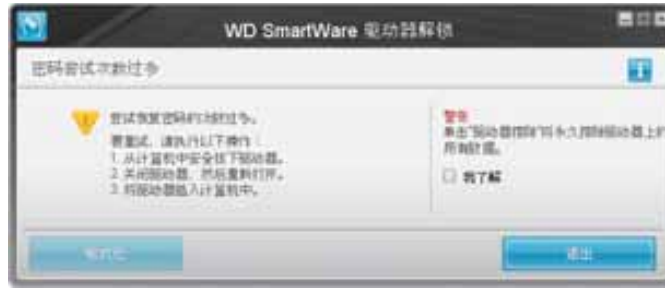 WD SmartWare 驱动器解锁
密码尝试次数过多
尝试恢复密码的次数过多。
要重试，请执行以下操作：
1. 从计算机中安全卸下驱动器。
2. 关闭驱动器，然后重新打开。
3. 将驱动器插入计算机中。
警告
单击“驱动器擦除”将永久擦除驱动器上的
所有数据。
我了解
退出